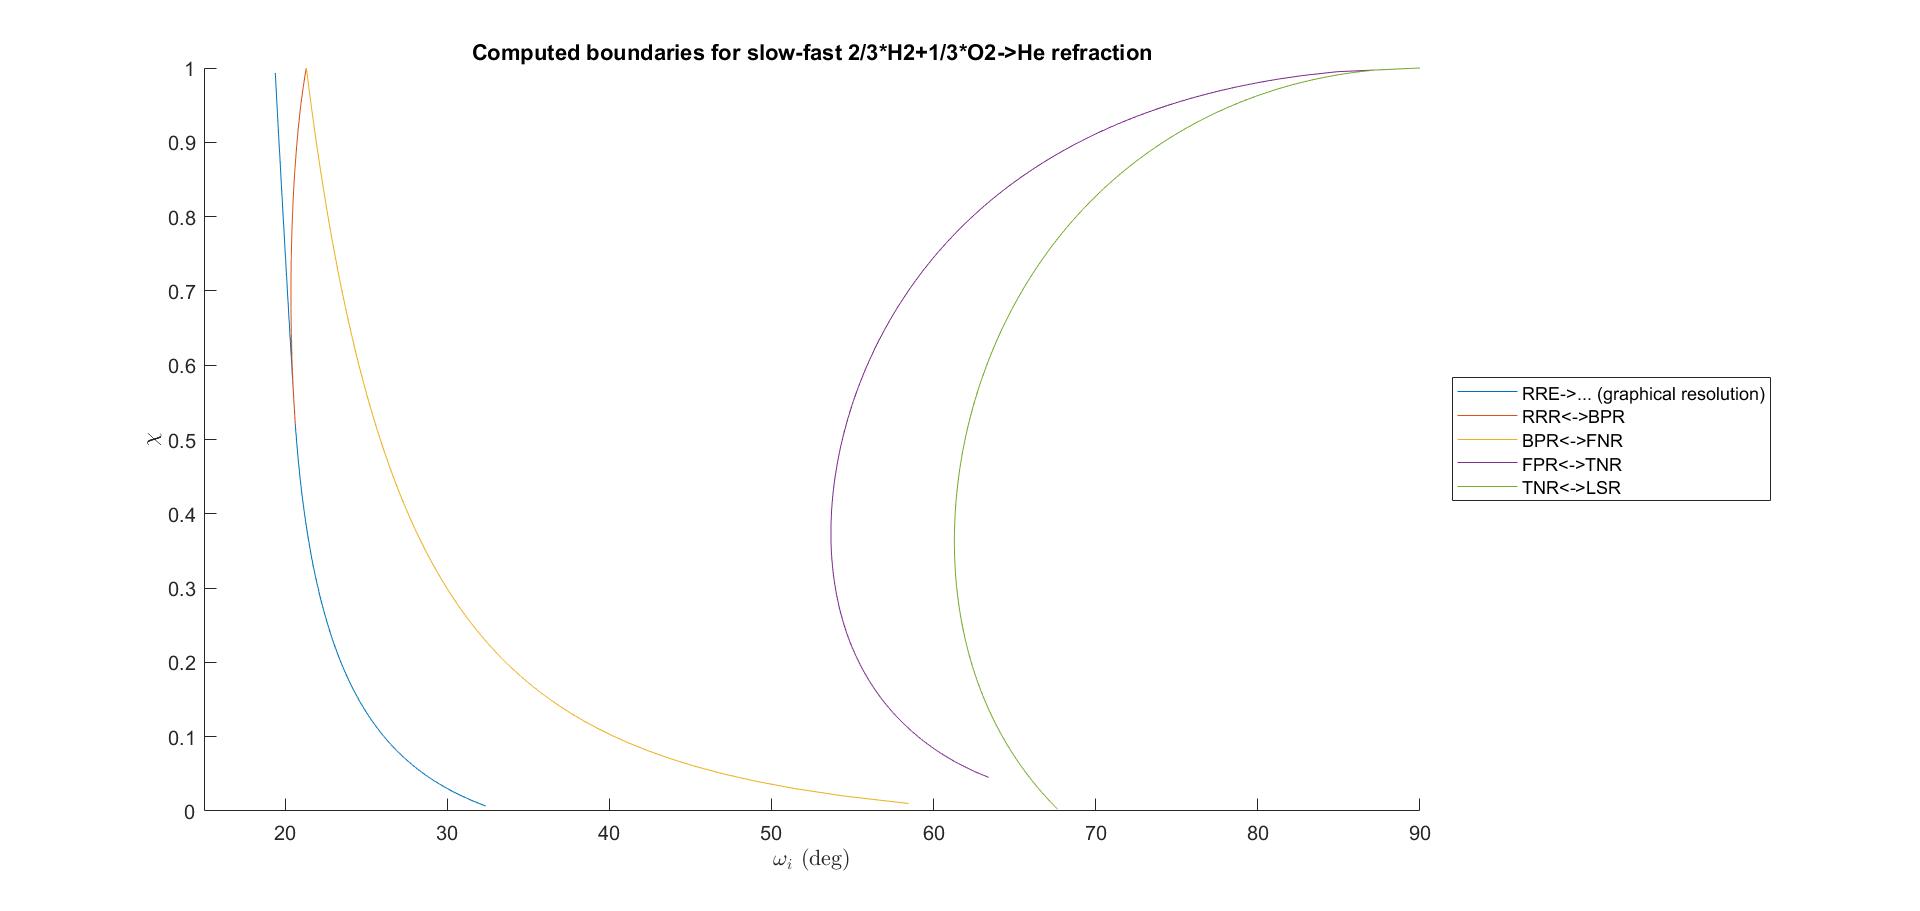 Computed boundaries for slow-fast 2/3*H2+1/3*O2->He refraction
1
0.9
0.8
0.7
0.6
0.5
0.4
0.3
0.2
0.1
0
χ
20
30
40
50
60
70
80
90
ω_i (deg)
RRE->... (graphical resolution)
RRR<->BPR
BPR<->FNR
FPR<->TNR
TNR<->LSR